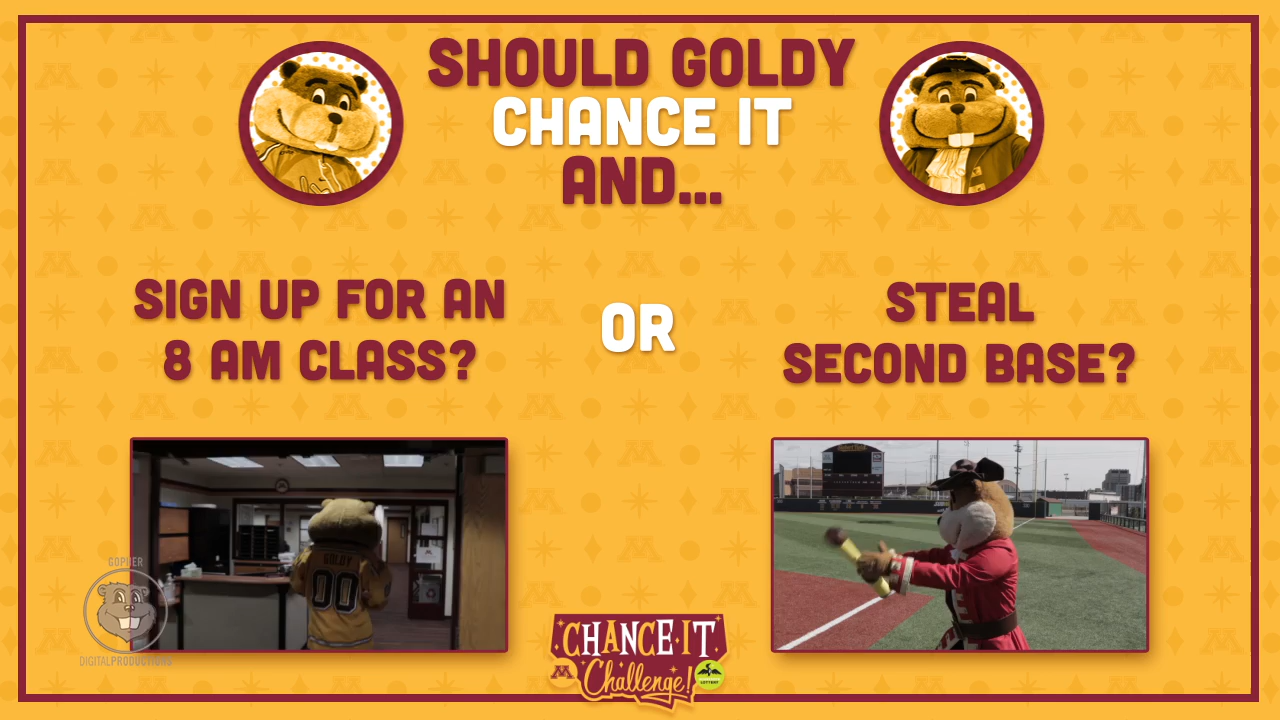 SHOULD GOLDY
CHANCE IT
AND...
SIGN UP FOR AN
8 AM CLASS?
OR
STEAL
SECOND BASE?
GOLDY
00
GOPHER
DIGITALPRODUCTIONS
CHANCE·IT
M
Challenge!
LOTTERY